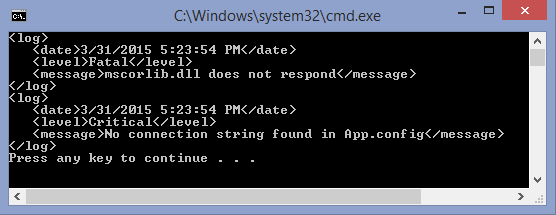 C:\Windows\system32\cmd.exe
<log>
   <date>3/31/2015 5:23:54 PM</date>
   <level>Fatal</level>
   <message>mscorlib.dll does not respond</message>
</log>
<log>
   <date>3/31/2015 5:23:54 PM</date>
   <level>Critical</level>
   <message>No connection string found in App.config</message>
</log>
Press any key to continue . . .